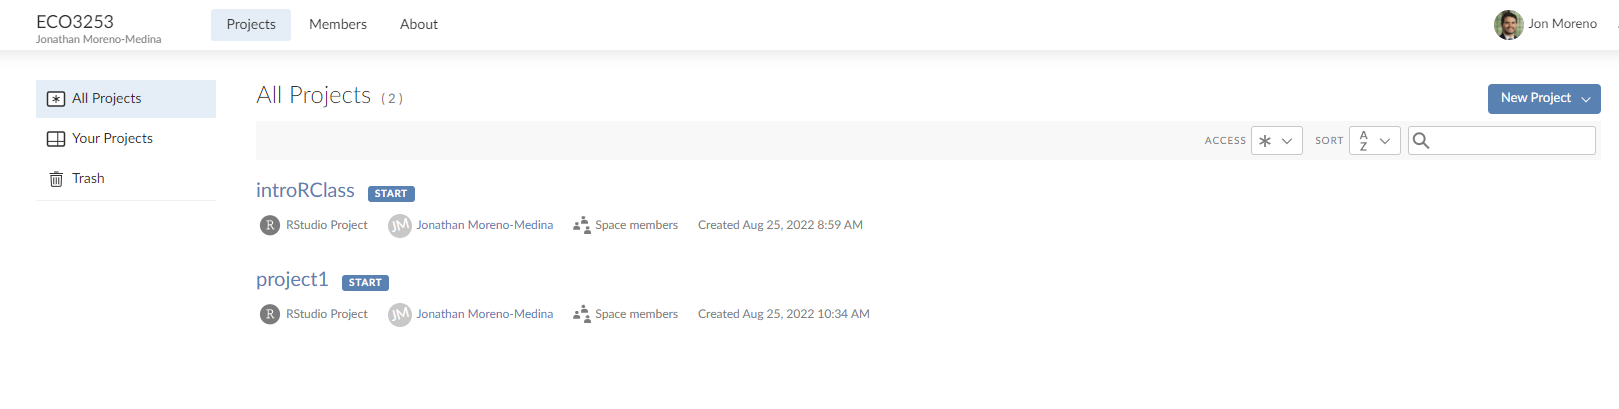 ECO3253
Jonathan Moreno-Medina
Projects Members About
Jon Moreno
All Projects
Your Projects
Trash
All Projects ( 2 )
New Project
ACCESS * SORT A Z
introRClass START
R RStudio Project JM Jonathan Moreno-Medina Space members Created Aug 25, 2022 8:59 AM
project1 START
R RStudio Project JM Jonathan Moreno-Medina Space members Created Aug 25, 2022 10:34 AM